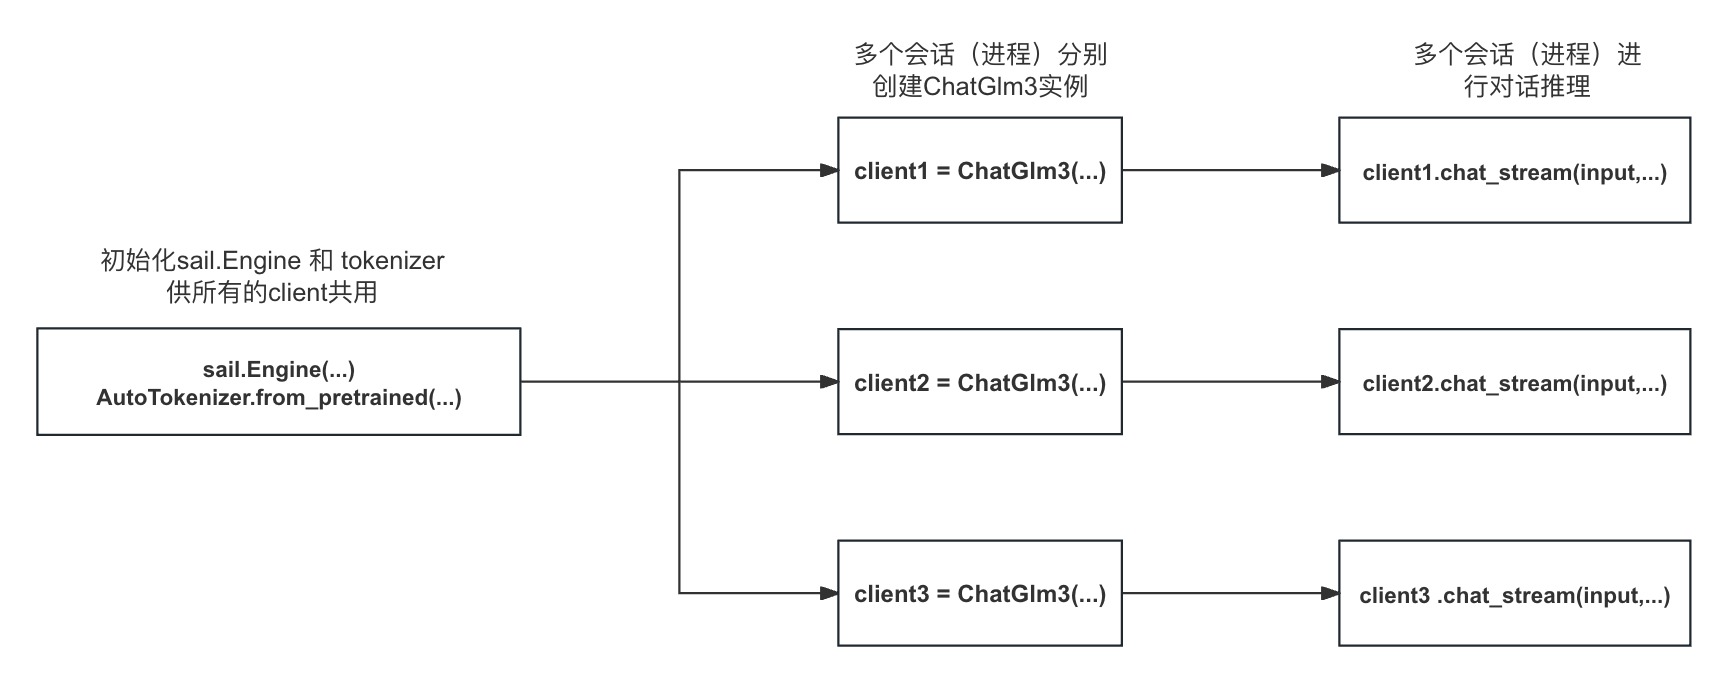 多个会话（进程）分别
创建ChatGlm3实例
多个会话（进程）进
行对话推理
client1 = ChatGlm3(...)
client1.chat_stream(input,...)
初始化sail.Engine 和 tokenizer
供所有的client共用
sail.Engine(...)
AutoTokenizer.from_pretrained(...)
client2 = ChatGlm3(...)
client2.chat_stream(input,...)
client3 = ChatGlm3(...)
client3 .chat_stream(input,...)